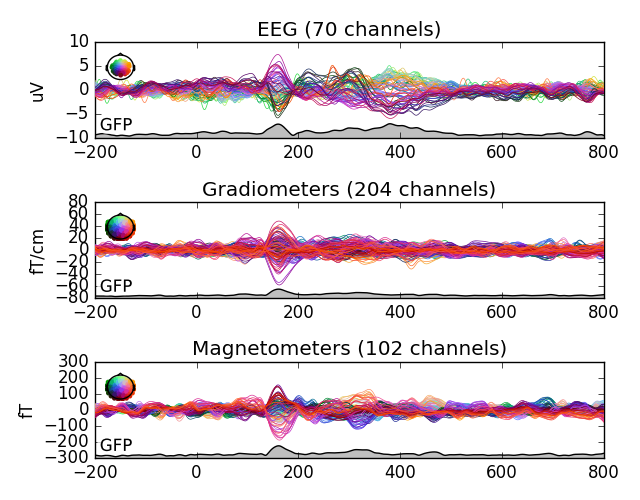 EEG (70 channels)
10
5
0
−5
−10
uV
GFP
−200 0 200 400 600 800
Gradiometers (204 channels)
80
60
40
20
0
−20
−40
−60
−80
fT/cm
GFP
−200 0 200 400 600 800
Magnetometers (102 channels)
300
200
100
0
−100
−200
−300
fT
GFP
−200 0 200 400 600 800